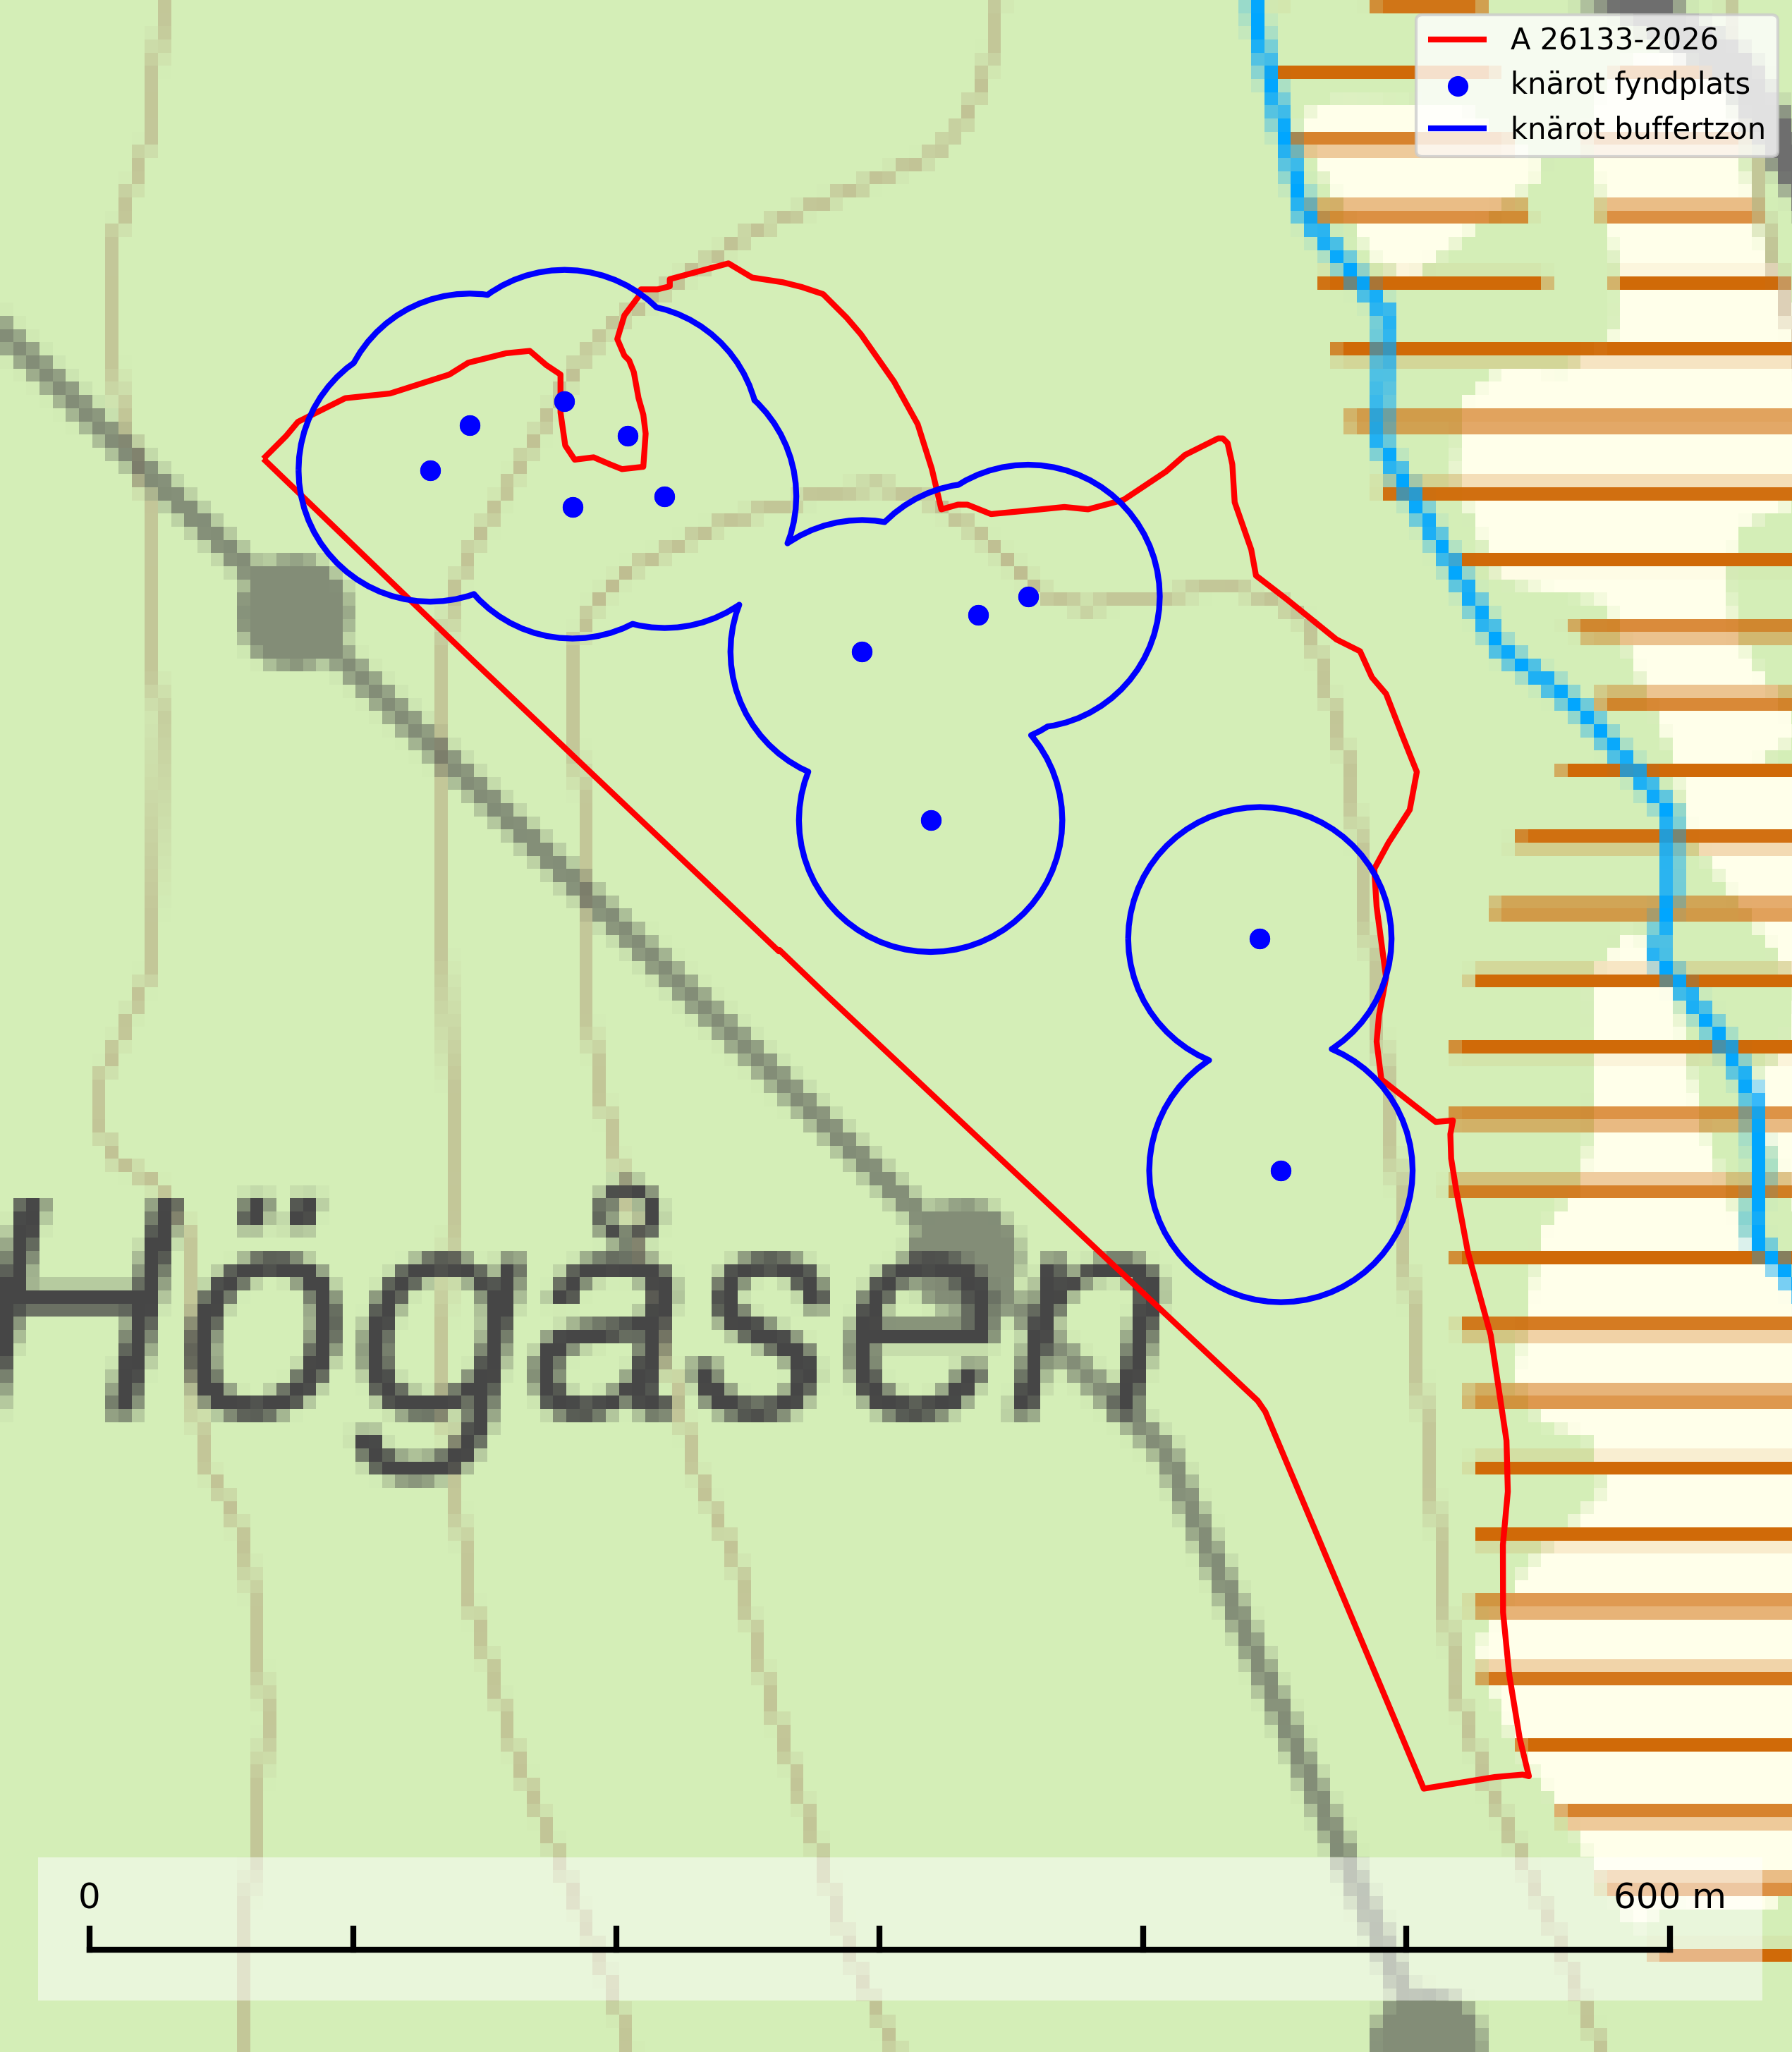 A 26133-2026
knärot fyndplats
knärot buffertzon
Högåsen
0
600 m